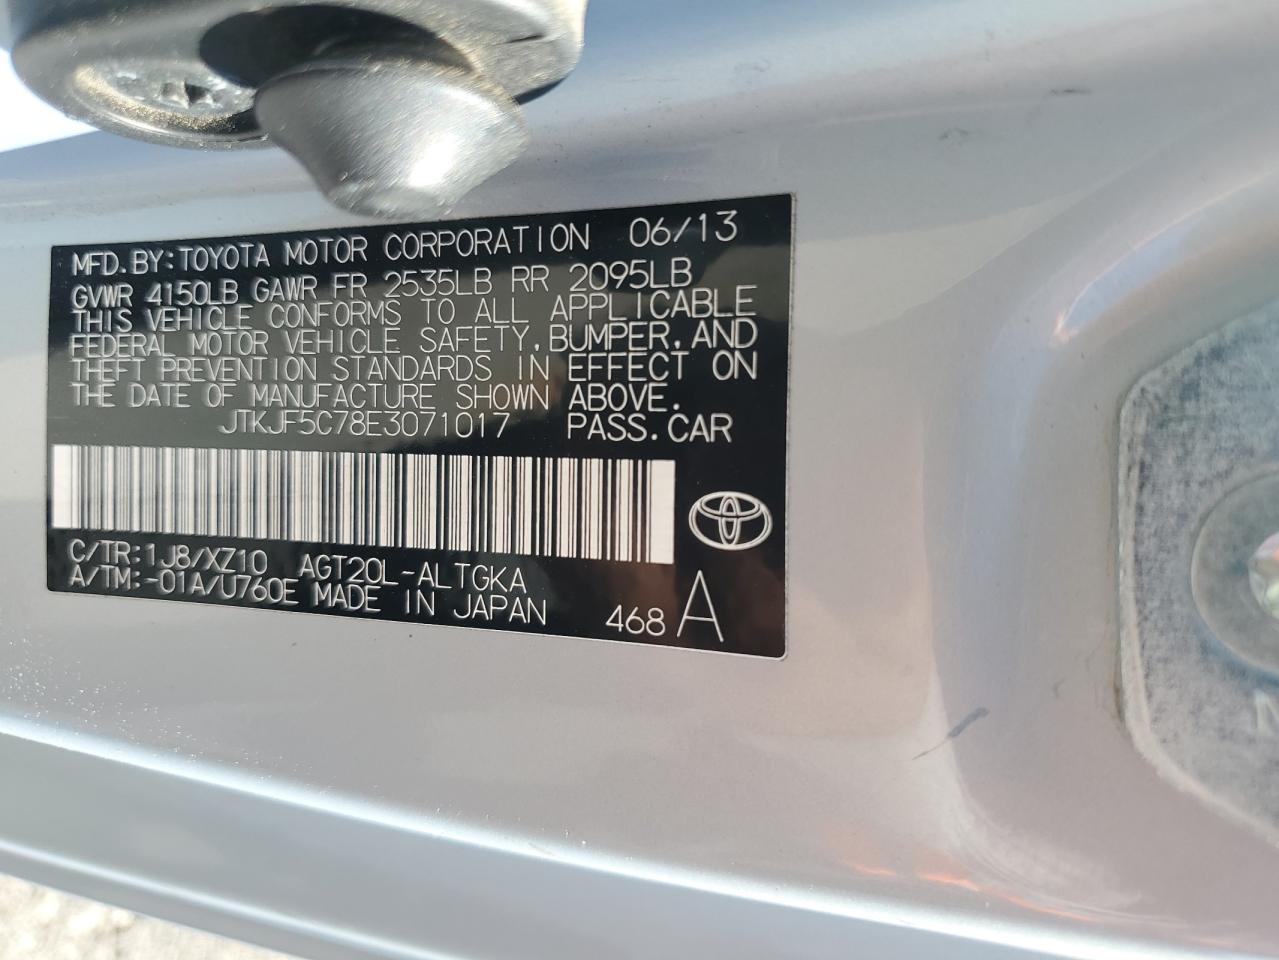 MFD.BY:TOYOTA MOTOR CORPORATION 06/13
GVWR 4150LB GAWR FR 2535LB RR 2095LB
THIS VEHICLE CONFORMS TO ALL APPLICABLE
FEDERAL MOTOR VEHICLE SAFETY, BUMPER, AND
THEFT PREVENTION STANDARDS IN EFFECT ON
THE DATE OF MANUFACTURE SHOWN ABOVE.
JTKJF5C78E3071017 PASS.CAR
C/TR:1J8/XZ10 AGT20L-ALTGKA
A/TM:-01A/U760E MADE IN JAPAN
468 A